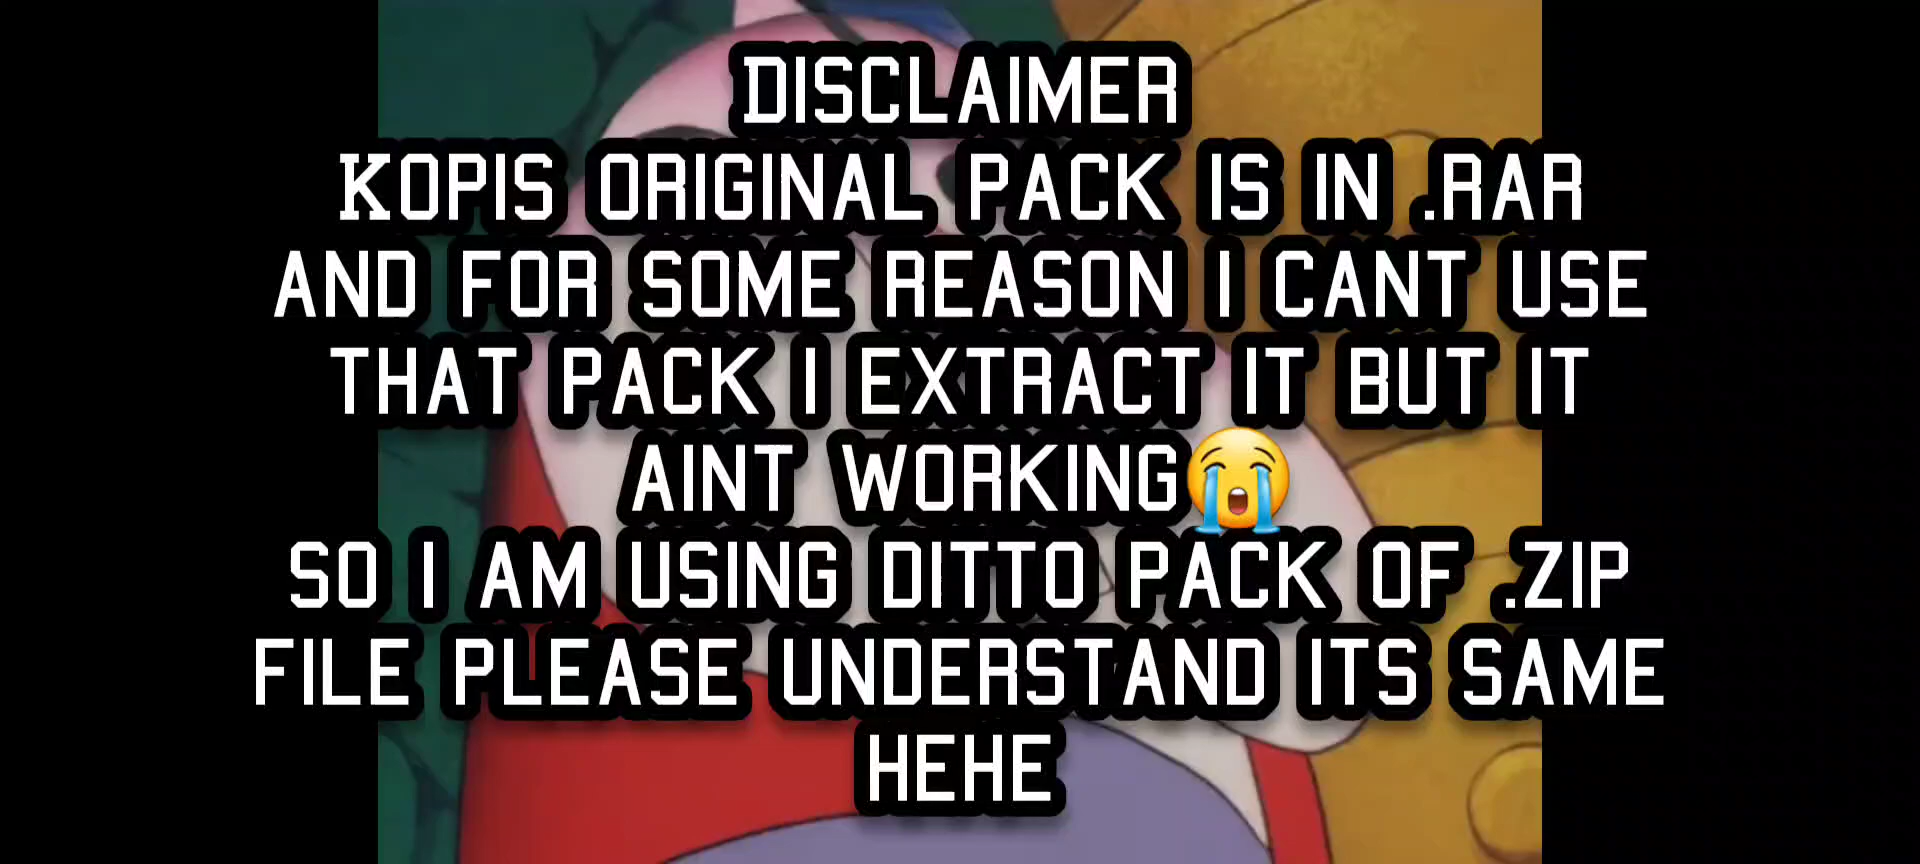 DISCLAIMER
KOPIS ORIGINAL PACK IS IN .RAR
AND FOR SOME REASON I CANT USE
THAT PACK I EXTRACT IT BUT IT
AINT WORKING😭
SO I AM USING DITTO PACK OF .ZIP
FILE PLEASE UNDERSTAND ITS SAME
HEHE